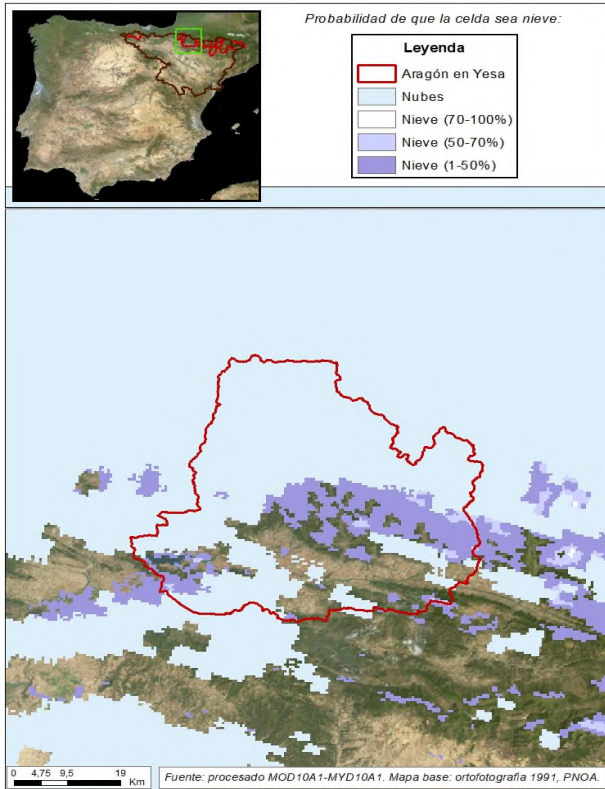 Probabilidad de que la celda sea nieve:
Leyenda
Aragón en Yesa
Nubes
Nieve (70-100%)
Nieve (50-70%)
Nieve (1-50%)
0 4,75 9,5 19
Km
Fuente: procesado MOD10A1-MYD10A1. Mapa base: ortofotografia 1991, PNOA.